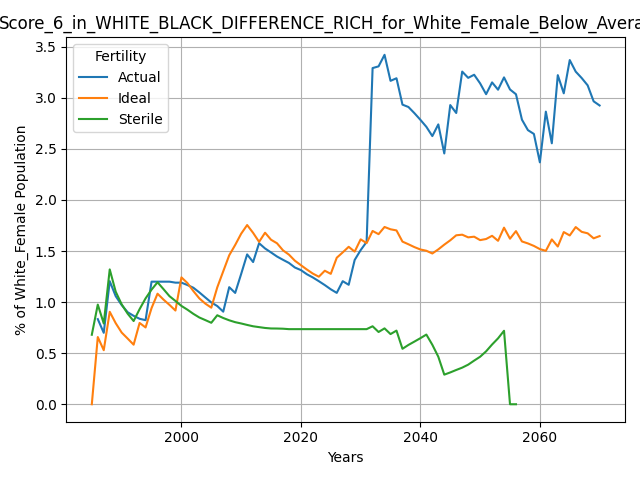 Score_6_in_WHITE_BLACK_DIFFERENCE_RICH_for_White_Female_Below_Avera
Fertility
Actual
Ideal
Sterile
% of White_Female Population
3.5
3.0
2.5
2.0
1.5
1.0
0.5
0.0
2000
2020
2040
2060
Years